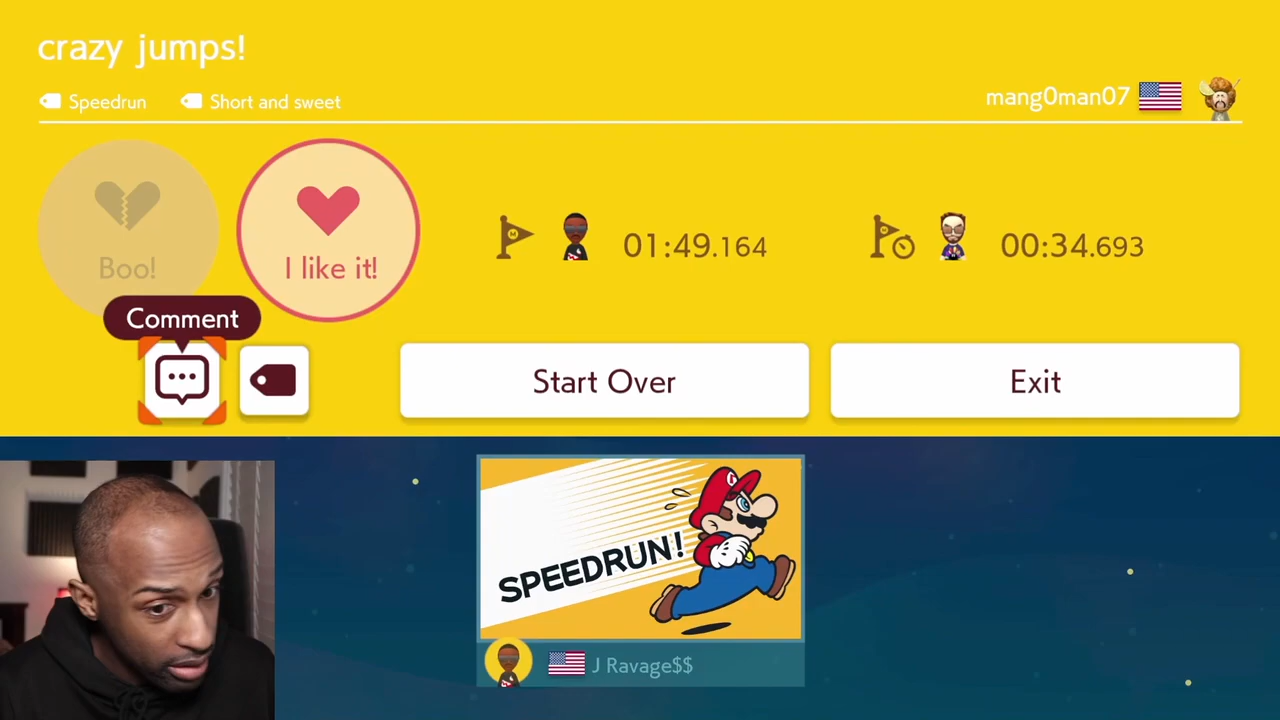 crazy jumps!
Speedrun Short and sweet
mang0man07
Boo!
I like it!
01:49.164
00:34.693
Comment
Start Over
Exit
SPEEDRUN!
J Ravage$$